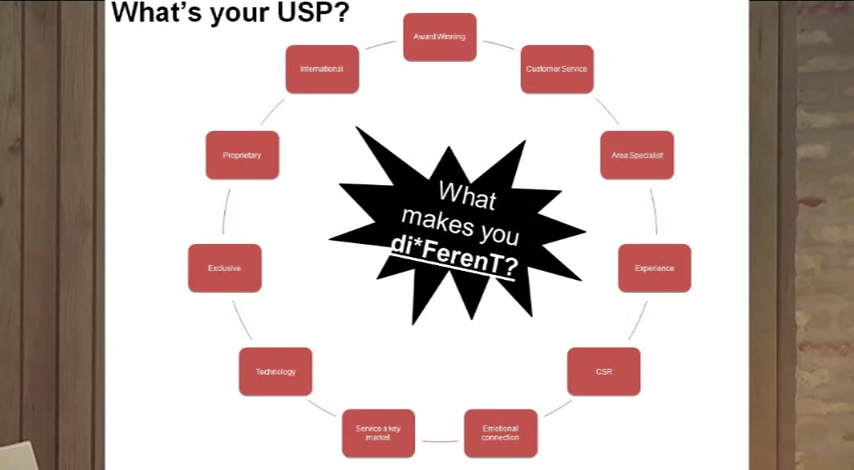 What's your USP?
Award Winning
Customer Service
Area Specialist
Experience
CSR
Emotional
connection
Service a key
market
Technology
Exclusive
Proprietary
International
What
makes you
di*FerenT?